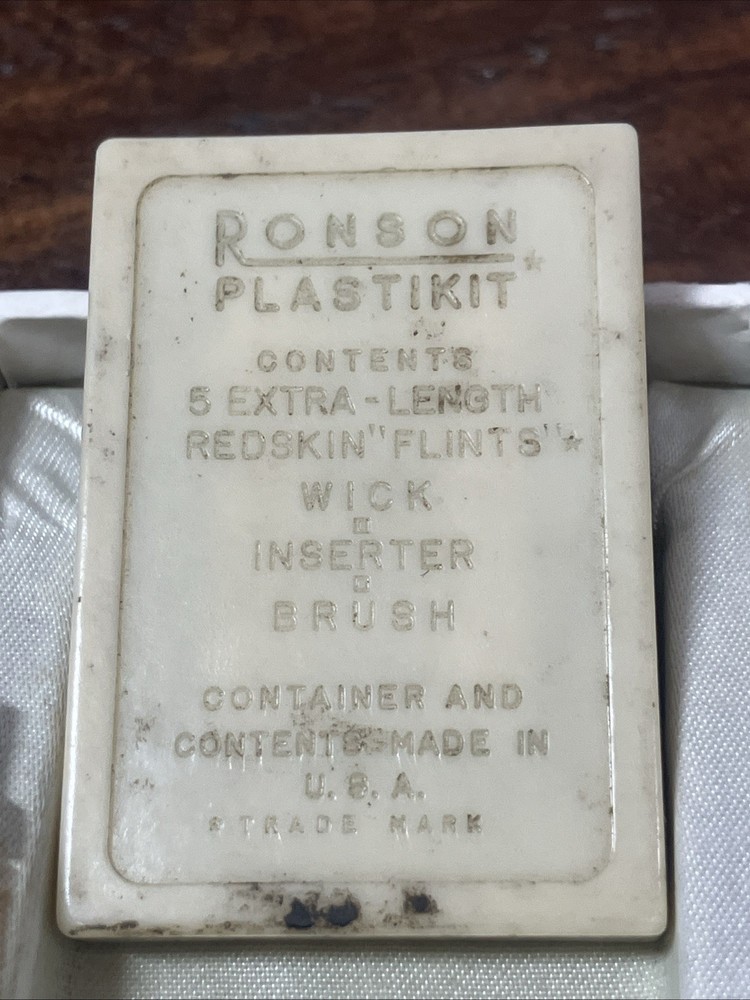 RONSON*
PLASTIKIT
CONTENTS
5 EXTRA-LENGTH
REDSKIN "FLINTS"*
WICK
INSERTER
BRUSH
CONTAINER AND
CONTENTS MADE IN
U.S.A.
*TRADE MARK